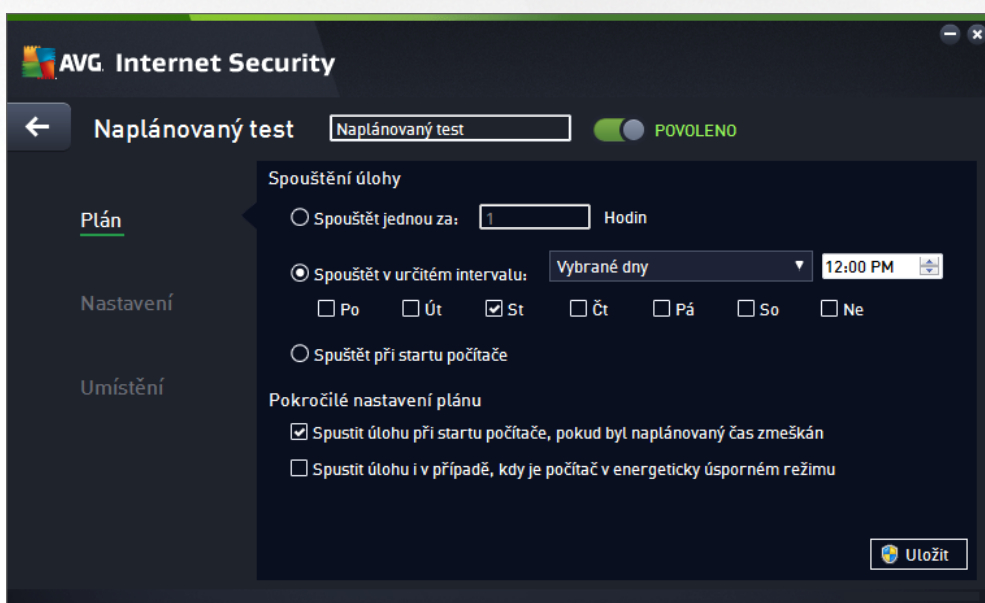 AVG. Internet Security
Naplánovaný test Naplánovaný test POVOLENO
Spouštění úlohy
Plán
Spouštět jednou za: 1 Hodin
Spouštět v určitém intervalu: Vybrané dny 12:00 PM
Nastavení
Po Út St Čt Pá So Ne
Spuštět při startu počítače
Umístění
Pokročilé nastavení plánu
Spustit úlohu při startu počítače, pokud byl naplánovaný čas zmeškán
Spustit úlohu i v případě, kdy je počítač v energeticky úsporném režimu
Uložit